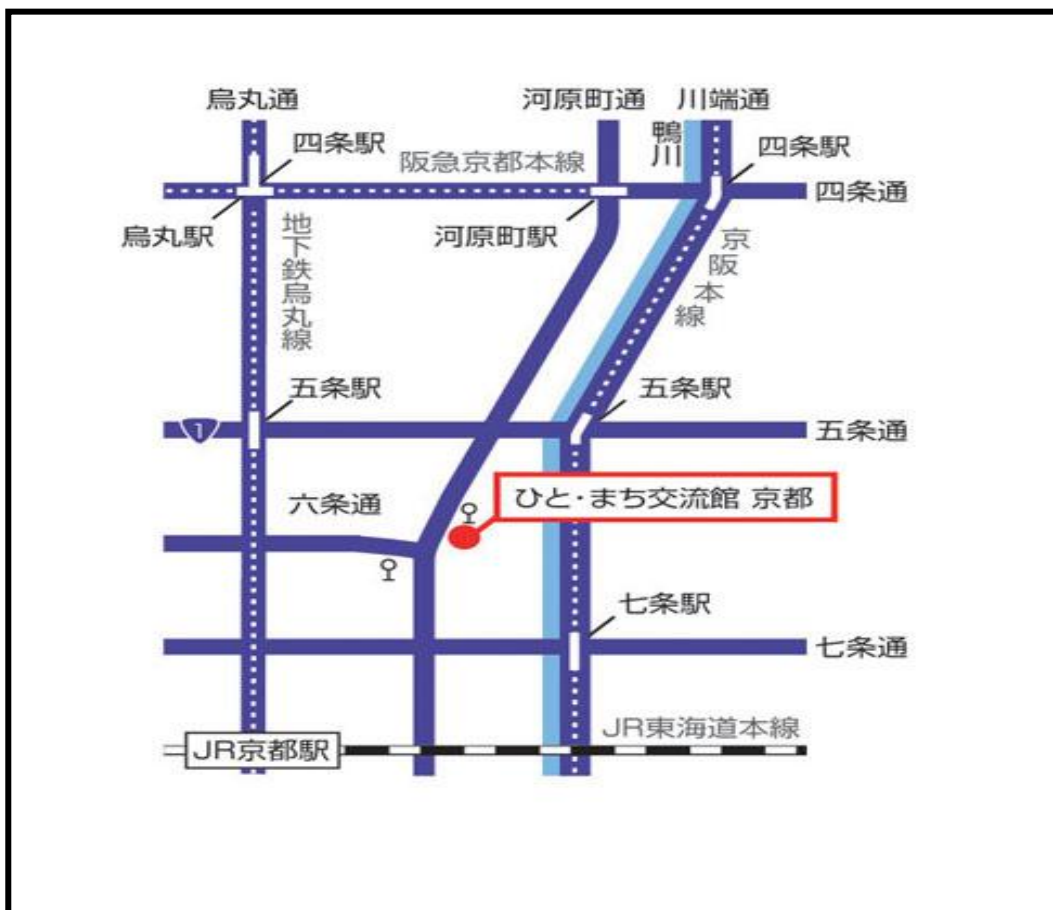 烏丸通
河原町通
川端通
鴨川
四条駅
阪急京都本線
四条駅
四条通
烏丸駅
河原町駅
地下鉄烏丸線
京阪本線
五条駅
五条駅
1
五条通
六条通
ひと・まち交流館 京都
七条駅
七条通
JR東海道本線
JR京都駅